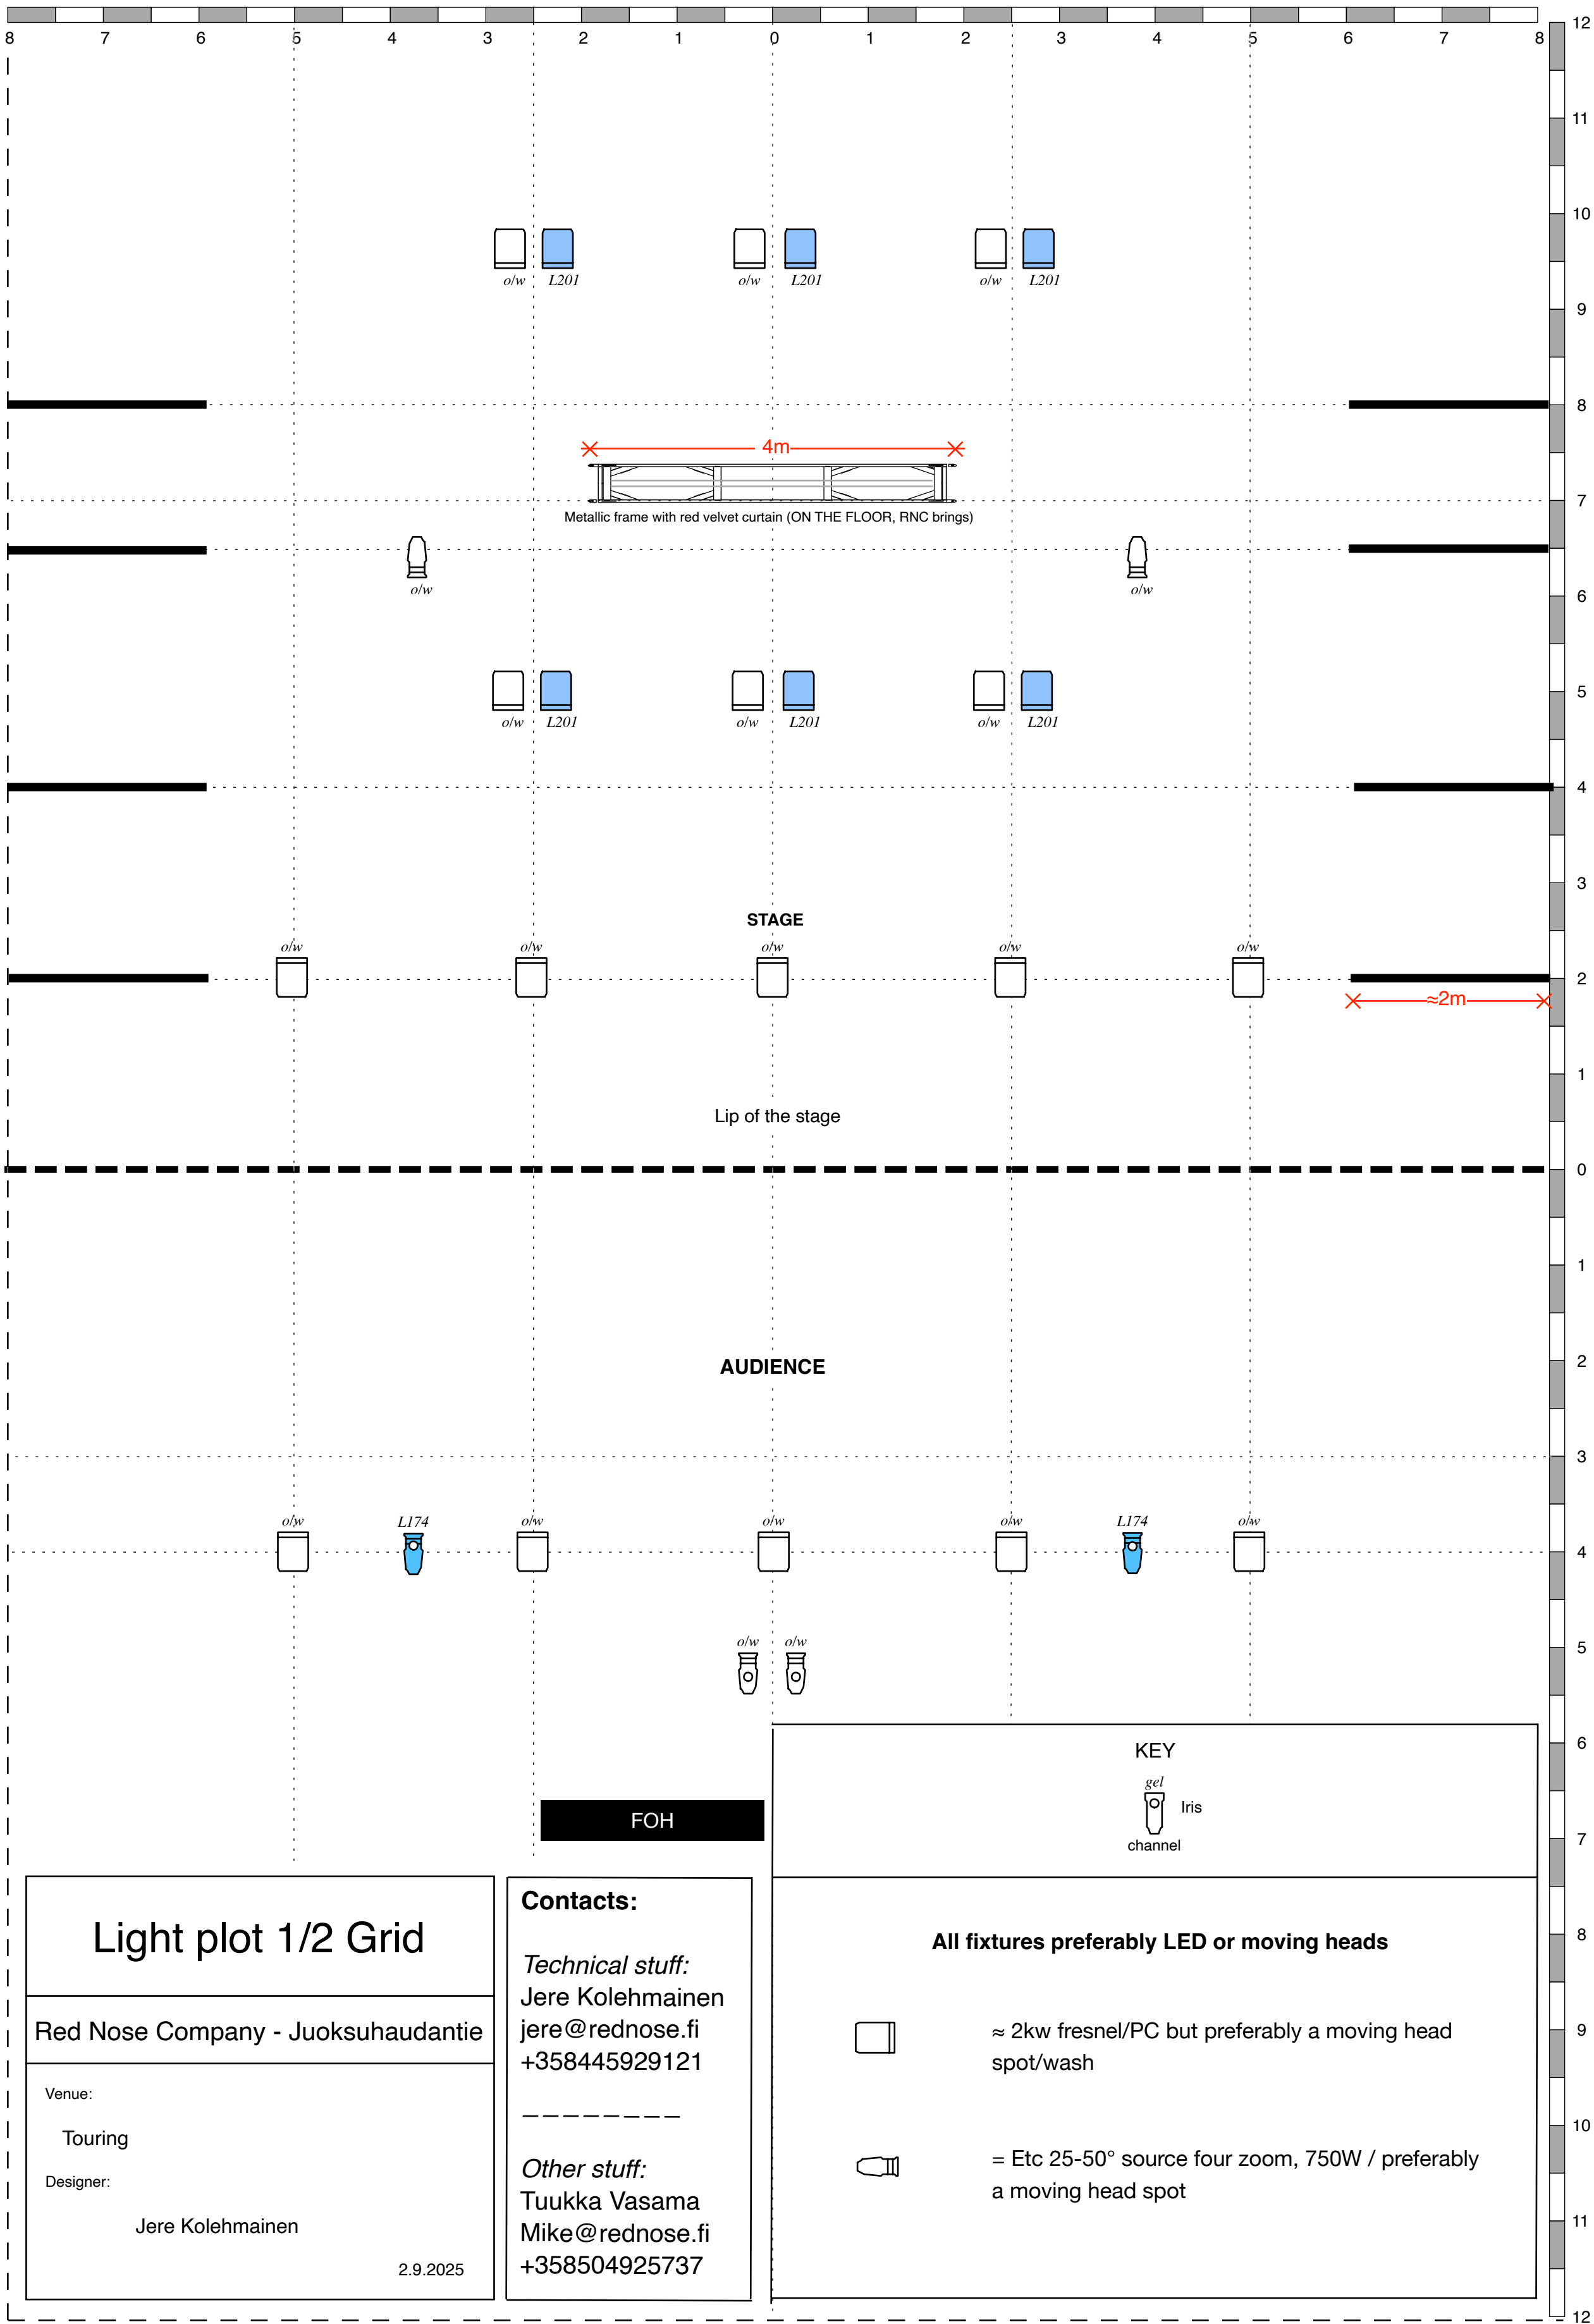 8 7 6 5 4 3 2 1 0 1 2 3 4 5 6 7 8
12
11
10
o/w L201 o/w L201 o/w L201
9
8
4m
7
Metallic frame with red velvet curtain (ON THE FLOOR, RNC brings)
o/w o/w
6
5
o/w L201 o/w L201 o/w L201
4
3
STAGE
o/w o/w o/w o/w o/w
2
≈2m
1
Lip of the stage
0
1
AUDIENCE
2
3
o/w L174 o/w o/w o/w L174 o/w
4
o/w o/w
5
6
KEY
gel
Iris
FOH
channel
7
Light plot 1/2 Grid
Red Nose Company - Juoksuhaudantie
Venue:
Touring
Designer:
Jere Kolehmainen
2.9.2025
Contacts:
Technical stuff:
Jere Kolehmainen
jere@rednose.fi
+358445929121
Other stuff:
Tuukka Vasama
Mike@rednose.fi
+358504925737
All fixtures preferably LED or moving heads
≈ 2kw fresnel/PC but preferably a moving head
spot/wash
= Etc 25-50° source four zoom, 750W / preferably
a moving head spot
8
9
10
11
12